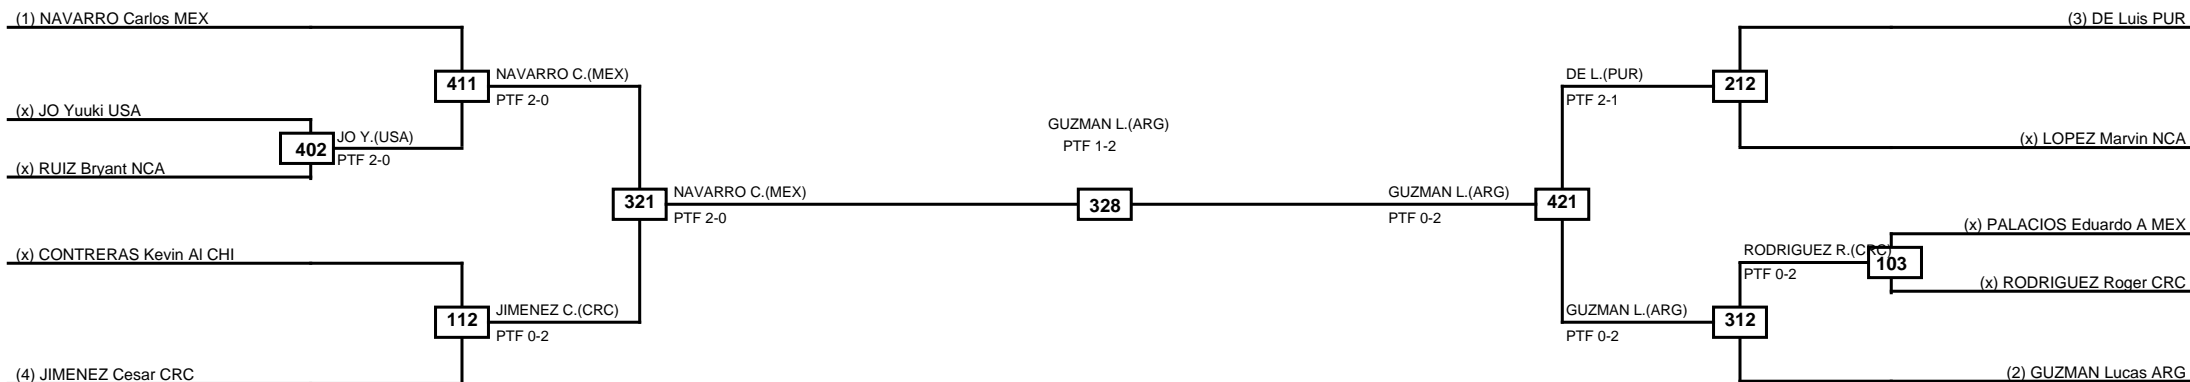 (1) NAVARRO Carlos MEX
(x) JO Yuuki USA
(x) RUIZ Bryant NCA
(x) CONTRERAS Kevin Al CHI
(4) JIMENEZ Cesar CRC
402
JO Y.(USA)
PTF 2-0
411
NAVARRO C.(MEX)
PTF 2-0
112
JIMENEZ C.(CRC)
PTF 0-2
321
NAVARRO C.(MEX)
PTF 2-0
GUZMAN L.(ARG)
PTF 1-2
328
GUZMAN L.(ARG)
PTF 0-2
421
DE L.(PUR)
PTF 2-1
212
GUZMAN L.(ARG)
PTF 0-2
312
RODRIGUEZ R.(CRC)
PTF 0-2
103
(3) DE Luis PUR
(x) LOPEZ Marvin NCA
(x) PALACIOS Eduardo A MEX
(x) RODRIGUEZ Roger CRC
(2) GUZMAN Lucas ARG